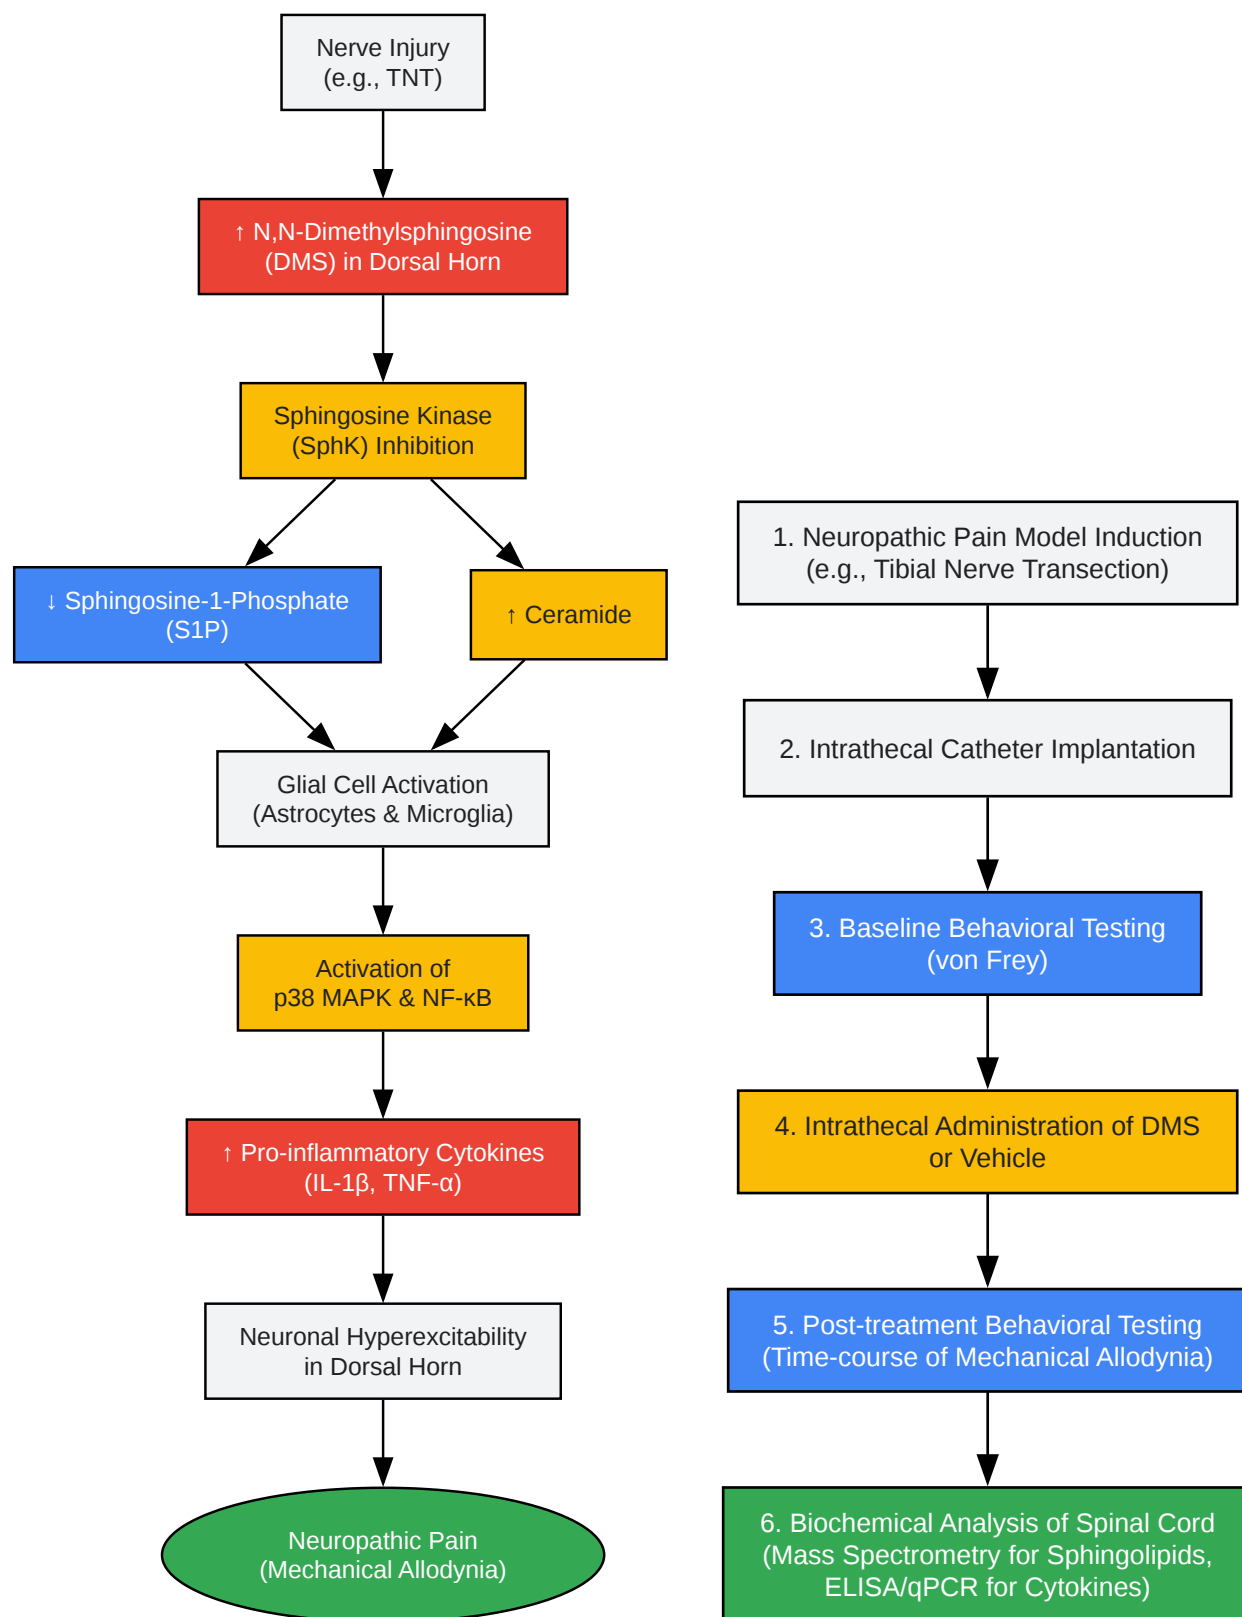 Nerve Injury
(e.g., TNT)
↑ N,N-Dimethylsphingosine
(DMS) in Dorsal Horn
Sphingosine Kinase
(SphK) Inhibition
↓ Sphingosine-1-Phosphate
(S1P)
↑ Ceramide
Glial Cell Activation
(Astrocytes & Microglia)
Activation of
p38 MAPK & NF-κB
↑ Pro-inflammatory Cytokines
(IL-1β, TNF-α)
Neuronal Hyperexcitability
in Dorsal Horn
Neuropathic Pain
(Mechanical Allodynia)
1. Neuropathic Pain Model Induction
(e.g., Tibial Nerve Transection)
2. Intrathecal Catheter Implantation
3. Baseline Behavioral Testing
(von Frey)
4. Intrathecal Administration of DMS
or Vehicle
5. Post-treatment Behavioral Testing
(Time-course of Mechanical Allodynia)
6. Biochemical Analysis of Spinal Cord
(Mass Spectrometry for Sphingolipids,
ELISA/qPCR for Cytokines)